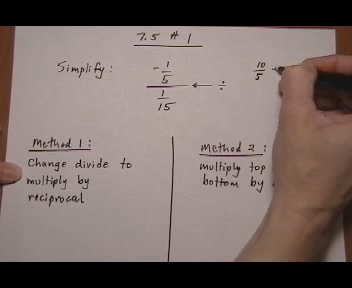 7.5 # 1
Simplify :
- 1/5
1/15
← ÷
10/5
Method 1 :
Change divide to
multiply by
reciprocal
Method 2 :
multiply top
bottom by